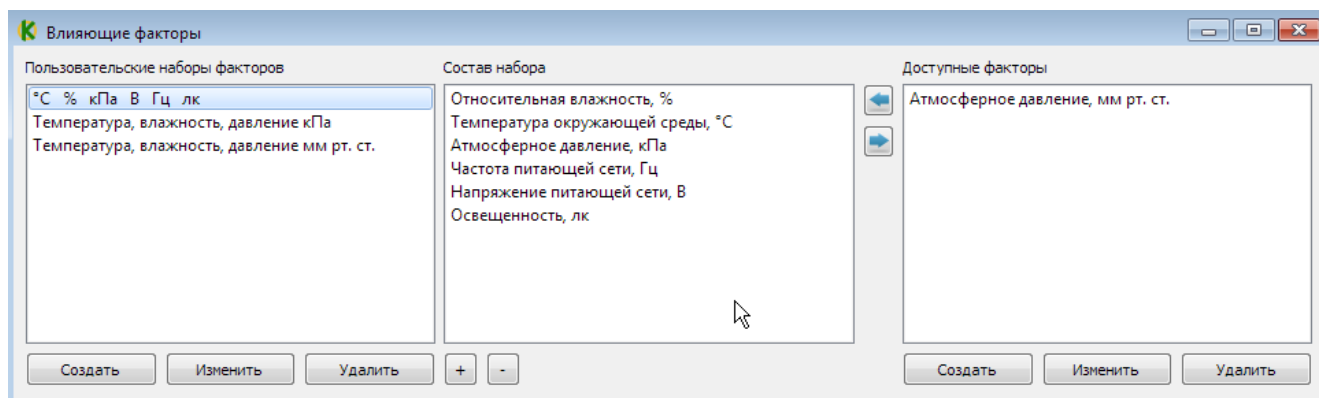 Влияющие факторы
Пользовательские наборы факторов
°C % кПа В Гц лк
Температура, влажность, давление кПа
Температура, влажность, давление мм рт. ст.
Создать Изменить Удалить
Состав набора
Относительная влажность, %
Температура окружающей среды, °C
Атмосферное давление, кПа
Частота питающей сети, Гц
Напряжение питающей сети, В
Освещенность, лк
+ -
Доступные факторы
Атмосферное давление, мм рт. ст.
Создать Изменить Удалить